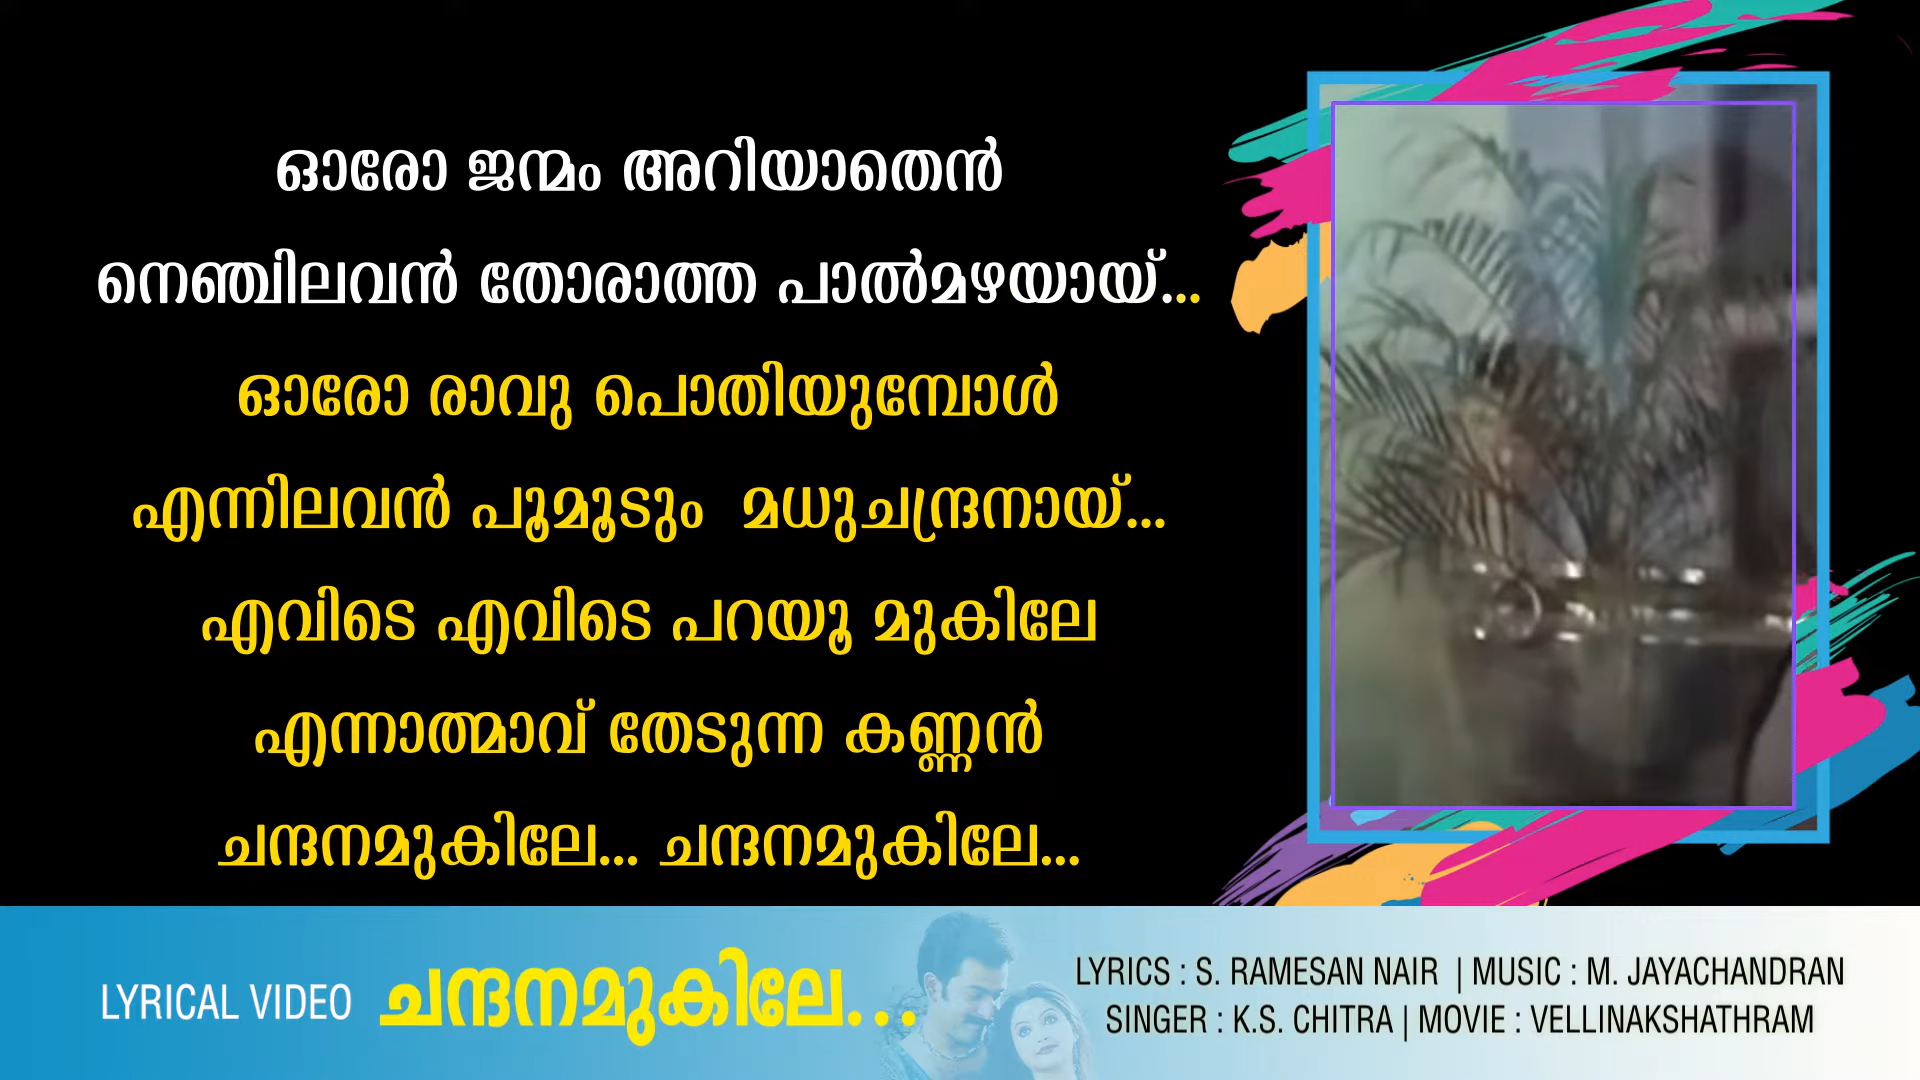 ഓരോ ജന്മം അറിയാതെൻ
നെഞ്ചിലവൻ തോരാത്ത പാൽമഴയായ്...
ഓരോ രാവു പൊതിയുമ്പോൾ
എന്നിലവൻ പൂമൂടും മധുചന്ദ്രനായ്...
എവിടെ എവിടെ പറയൂ മുകിലേ
എന്നാത്മാവ് തേടുന്ന കണ്ണൻ
ചന്ദനമുകിലേ... ചന്ദനമുകിലേ...
LYRICAL VIDEO ചന്ദനമുകിലേ...
LYRICS : S. RAMESAN NAIR | MUSIC : M. JAYACHANDRAN
SINGER : K.S. CHITRA | MOVIE : VELLINAKSHATHRAM